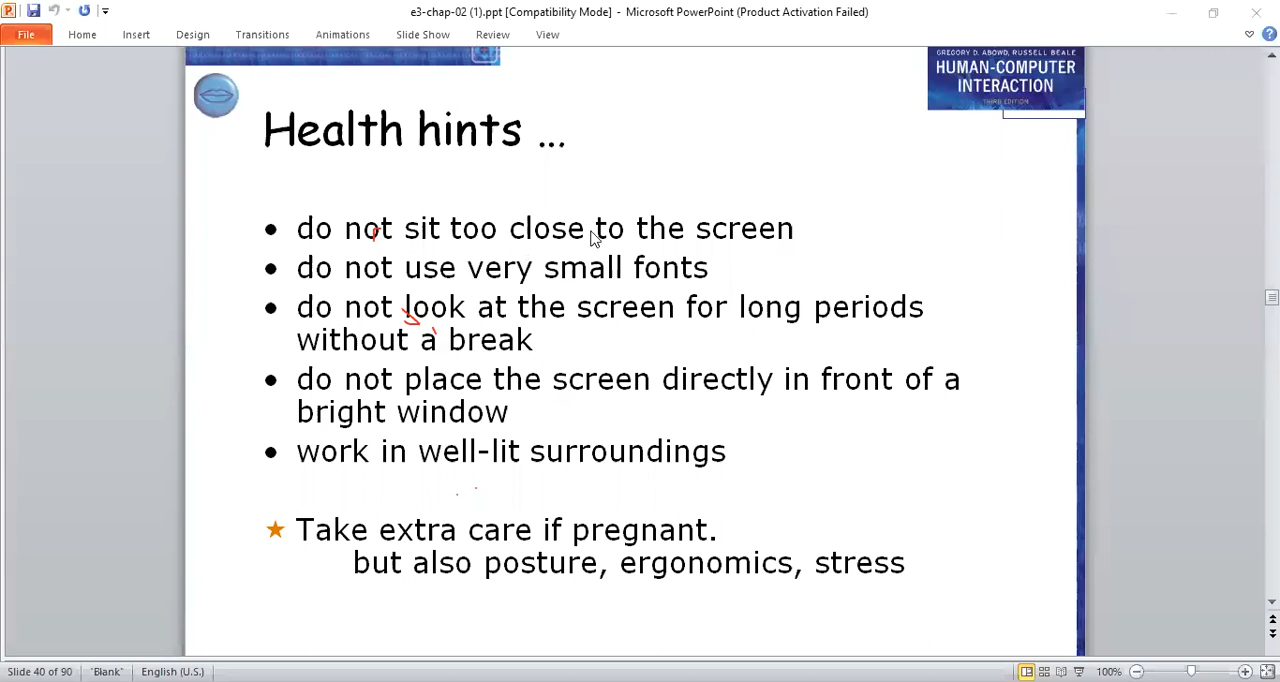 e3-chap-02 (1).ppt [Compatibility Mode] - Microsoft PowerPoint (Product Activation Failed)
File Home Insert Design Transitions Animations Slide Show Review View
GREGORY D. ABOWD, RUSSELL BEALE
HUMAN-COMPUTER
INTERACTION
THIRD EDITION
Health hints ...
• do not sit too close to the screen
• do not use very small fonts
• do not look at the screen for long periods
without a break
• do not place the screen directly in front of a
bright window
• work in well-lit surroundings
★ Take extra care if pregnant.
but also posture, ergonomics, stress
Slide 40 of 90 "Blank" English (U.S.) 100%